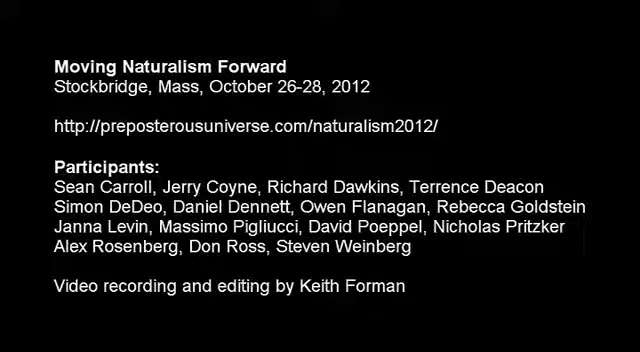 Moving Naturalism Forward
Stockbridge, Mass, October 26-28, 2012
http://preposterousuniverse.com/naturalism2012/
Participants:
Sean Carroll, Jerry Coyne, Richard Dawkins, Terrence Deacon
Simon DeDeo, Daniel Dennett, Owen Flanagan, Rebecca Goldstein
Janna Levin, Massimo Pigliucci, David Poeppel, Nicholas Pritzker
Alex Rosenberg, Don Ross, Steven Weinberg
Video recording and editing by Keith Forman